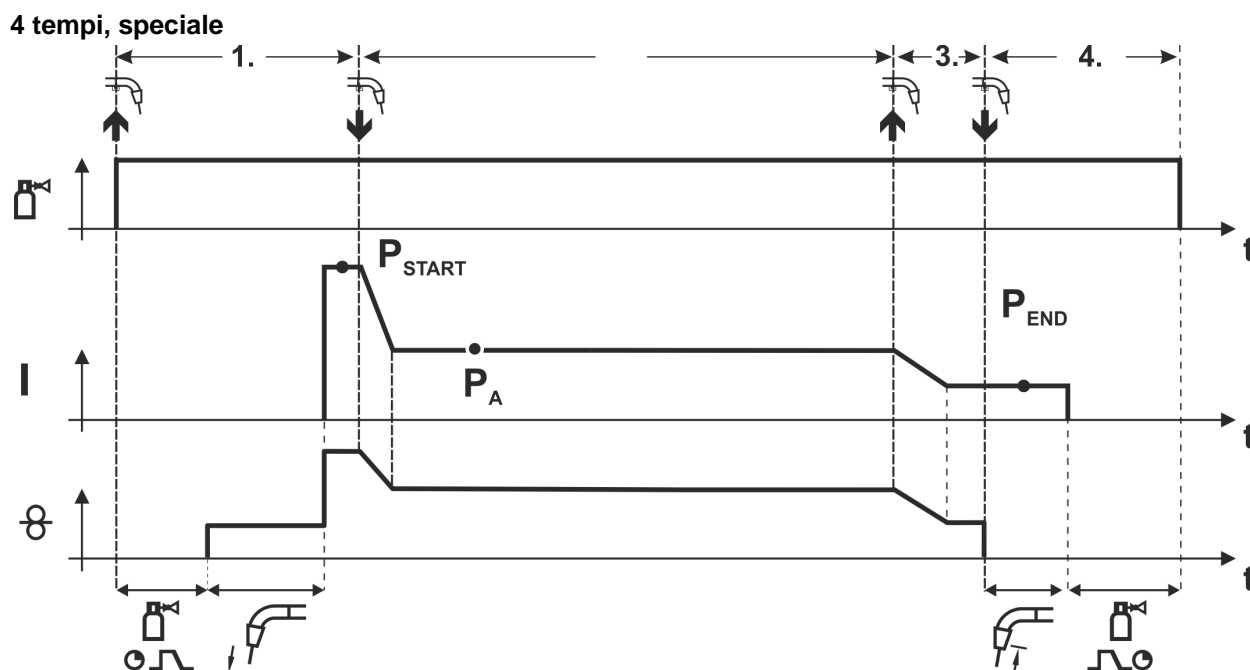 4 tempi, speciale
1.
3.
4.
t
P START
P END
I
P A
t
t